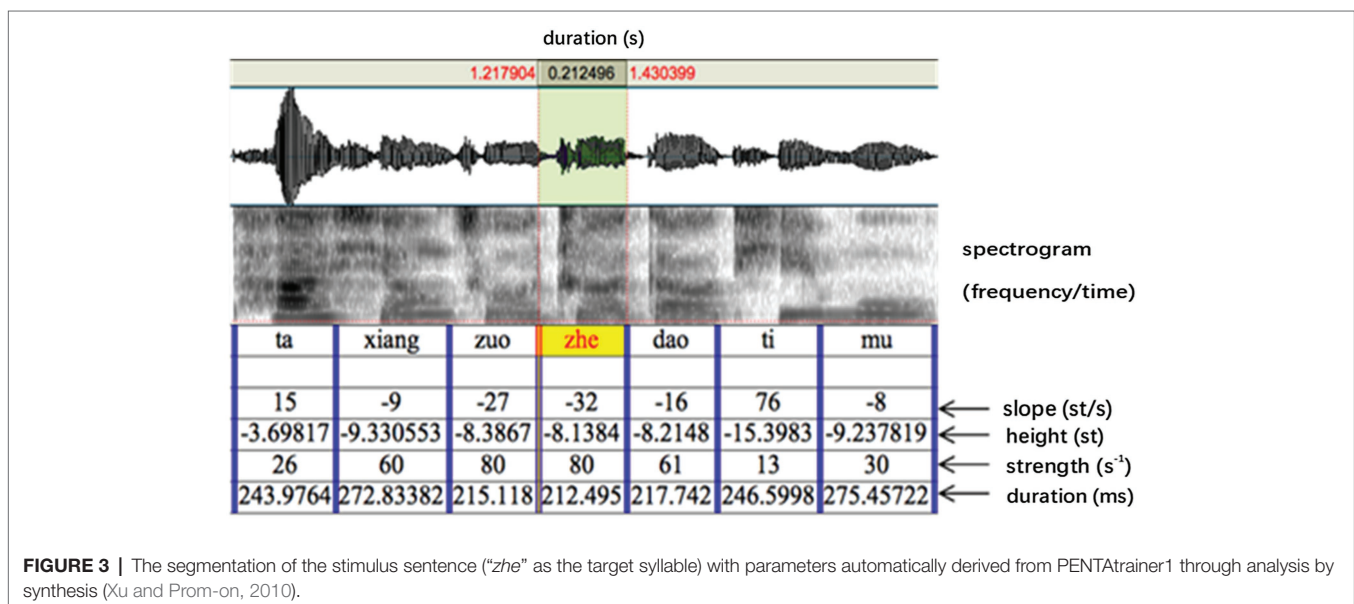 duration (s)
1.217904 0.212496 1.430399
spectrogram
(frequency/time)
ta xiang zuo zhe dao ti mu
15 -9 -27 -32 -16 76 -8 slope (st/s)
-3.69817 -9.330553 -8.3867 -8.1384 -8.2148 -15.3983 -9.237819 height (st)
26 60 80 80 61 13 30 strength (s⁻¹)
243.9764 272.83382 215.118 212.495 217.742 246.5998 275.45722 duration (ms)
FIGURE 3 | The segmentation of the stimulus sentence (“zhe” as the target syllable) with parameters automatically derived from PENTAtrainer1 through analysis by
synthesis (Xu and Prom-on, 2010).